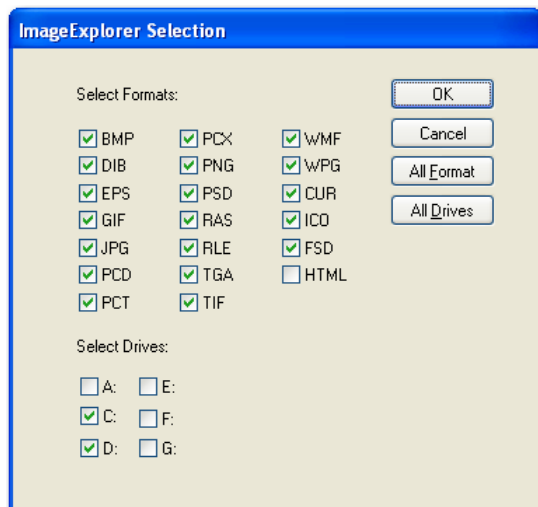 ImageExplorer Selection
Select Formats:
OK
BMP PCX WMF
Cancel
DIB PNG WPG
All Format
EPS PSD CUR
GIF RAS ICO
All Drives
JPG RLE FSD
PCD TGA HTML
PCT TIF
Select Drives:
A: E:
C: F:
D: G: